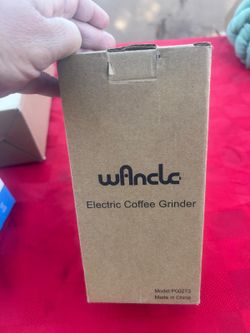 wAncle
Electric Coffee Grinder
Model:P00273
Made in China